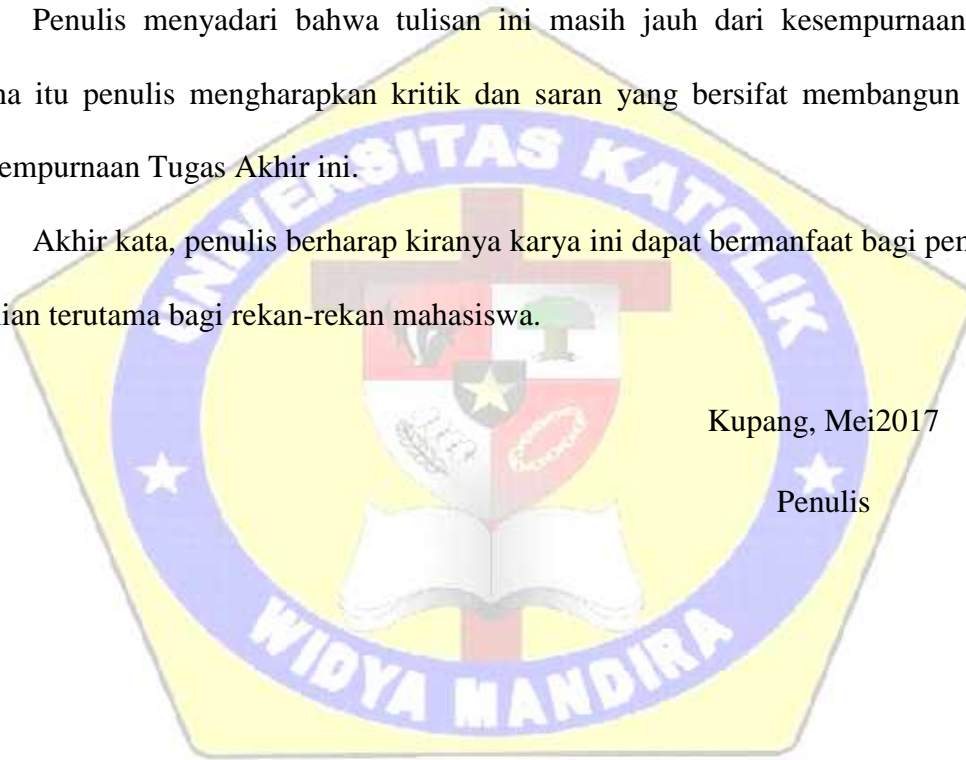 Penulis menyadari bahwa tulisan ini masih jauh dari kesempurnaan
na itu penulis mengharapkan kritik dan saran yang bersifat membangun
empurnaan Tugas Akhir ini.
Akhir kata, penulis berharap kiranya karya ini dapat bermanfaat bagi pem
ian terutama bagi rekan-rekan mahasiswa.
Kupang, Mei2017
Penulis
UNIVERSITAS KATOLIK
WIDYA MANDIRA